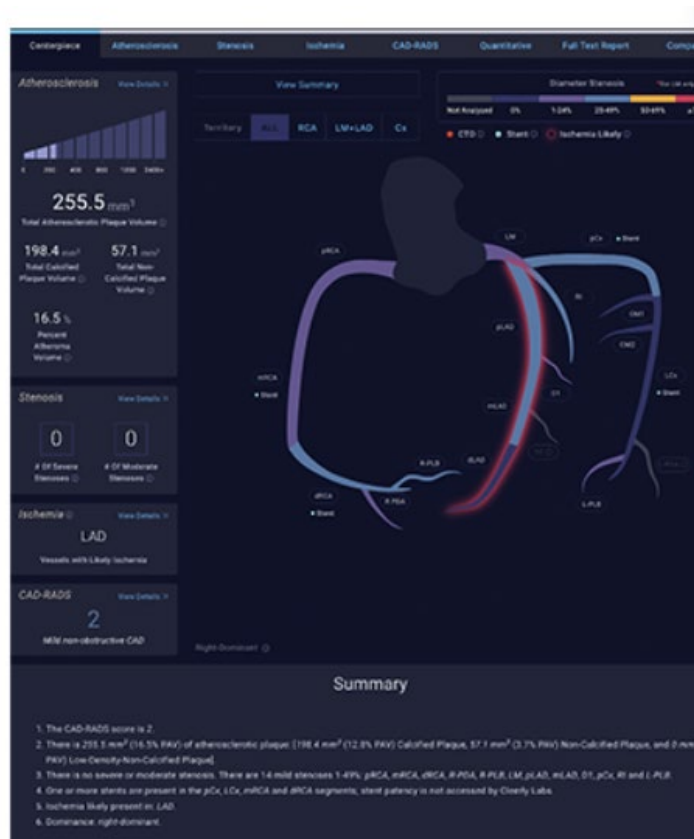 Centerpiece Atherosclerosis Stenosis Ischemia CAD-RADS Quantitative Full Text Report
Atherosclerosis View Details
View Summary
Diameter Stenosis
Not Analyzed 0% 1-24% 25-49% 50-69%
CTO Stent Ischemia Likely
Territory ALL RCA LM+LAD Cx
0 200 400 800 1200 2400+
255.5 mm³
Total Atherosclerotic Plaque Volume
198.4 mm³ 57.1 mm³
Total Calcified Total Non-
Plaque Volume Calcified Plaque
Volume
16.5 %
Percent
Atheroma
Volume
LM
pCx Stent
pRCA
RI
OM1
OM2
pLAD
LCx
Stent
D1
mRCA
Stent
mLAD
R-PLB
dLAD
dRCA
Stent
R-PDA
L-PLB
Stenosis View Details
0 0
# Of Severe # Of Moderate
Stenoses Stenoses
Ischemia View Details
LAD
Vessels with Likely Ischemia
CAD-RADS View Details
2
Mild non-obstructive CAD
Right-Dominant
Summary
1. The CAD-RADS score is 2.
2. There is 255.5 mm³ (16.5% PAV) of atherosclerotic plaque: [198.4 mm³ (12.8% PAV) Calcified Plaque, 57.1 mm³ (3.7% PAV) Non-Calcified Plaque, and 0 mm
PAV) Low-Density-Non-Calcified Plaque].
3. There is no severe or moderate stenosis. There are 14 mild stenoses 1-49%: pRCA, mRCA, dRCA, R-PDA, R-PLB, LM, pLAD, mLAD, D1, pCx, RI and L-PLB.
4. One or more stents are present in the pCx, LCx, mRCA and dRCA segments; stent patency is not assessed by Cleerly Labs.
5. Ischemia likely present in: LAD.
6. Dominance: right-dominant.